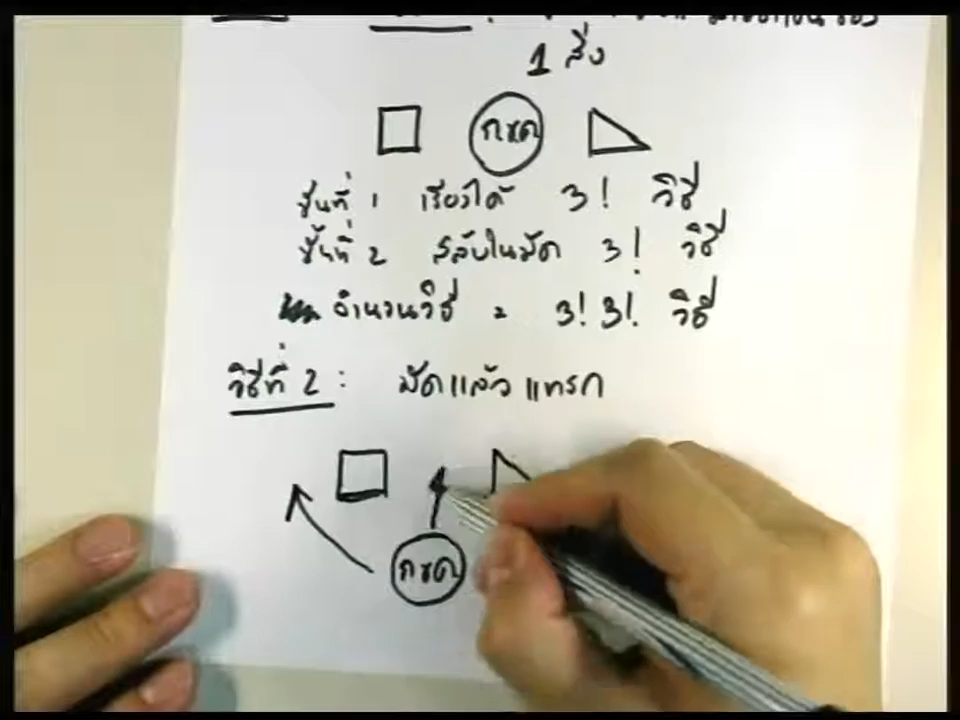 1 สิ่ง
กขค
ขั้นที่ 1 เรียงได้ 3! วิธี
ขั้นที่ 2 สลับในมัด 3! วิธี
จำนวนวิธี = 3! 3! วิธี
วิธีที่ 2 : มัดแล้วแทรก
กขค